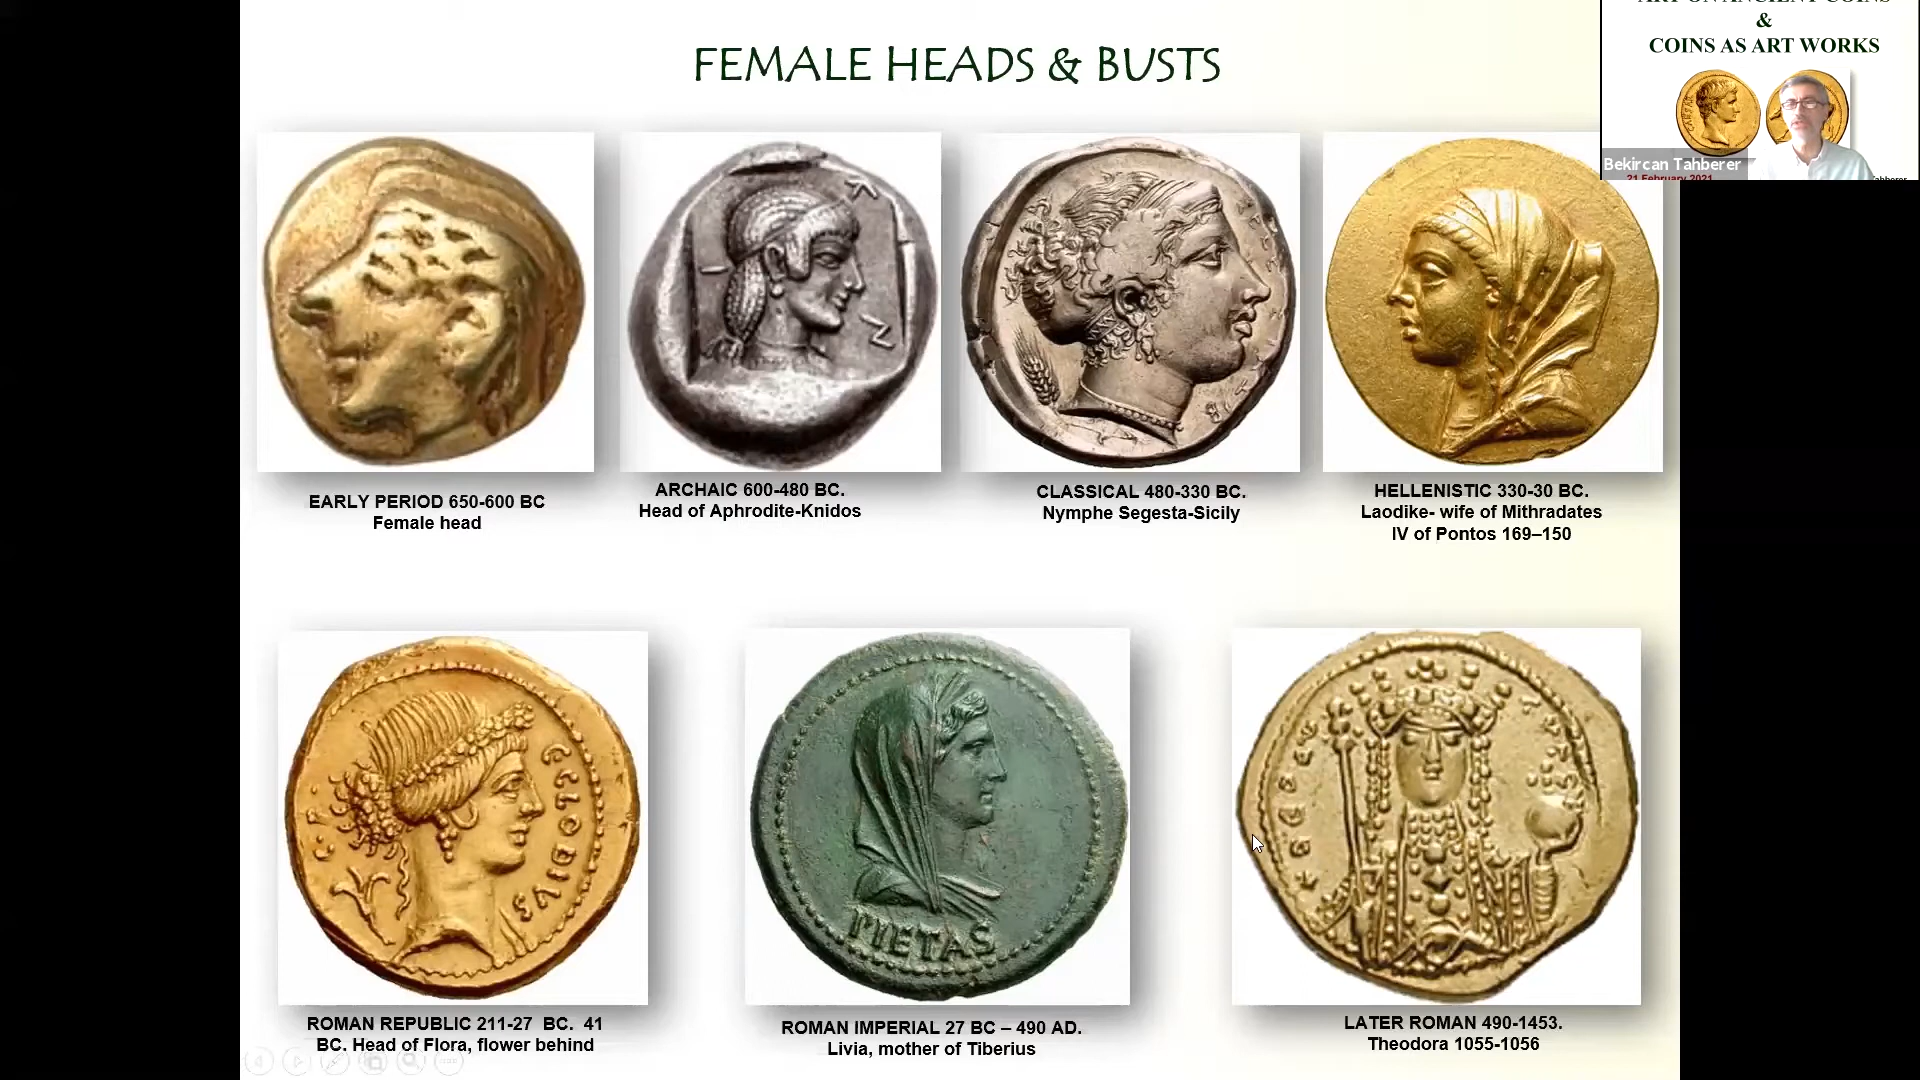 FEMALE HEADS & BUSTS
&
COINS AS ART WORKS
Bekircan Tahberer
21 February 2021
EARLY PERIOD 650-600 BC
Female head
ARCHAIC 600-480 BC.
Head of Aphrodite-Knidos
CLASSICAL 480-330 BC.
Nymphe Segesta-Sicily
HELLENISTIC 330-30 BC.
Laodike- wife of Mithradates
IV of Pontos 169–150
C CLODIVS
PIETAS
ROMAN REPUBLIC 211-27 BC. 41
BC. Head of Flora, flower behind
ROMAN IMPERIAL 27 BC – 490 AD.
Livia, mother of Tiberius
LATER ROMAN 490-1453.
Theodora 1055-1056